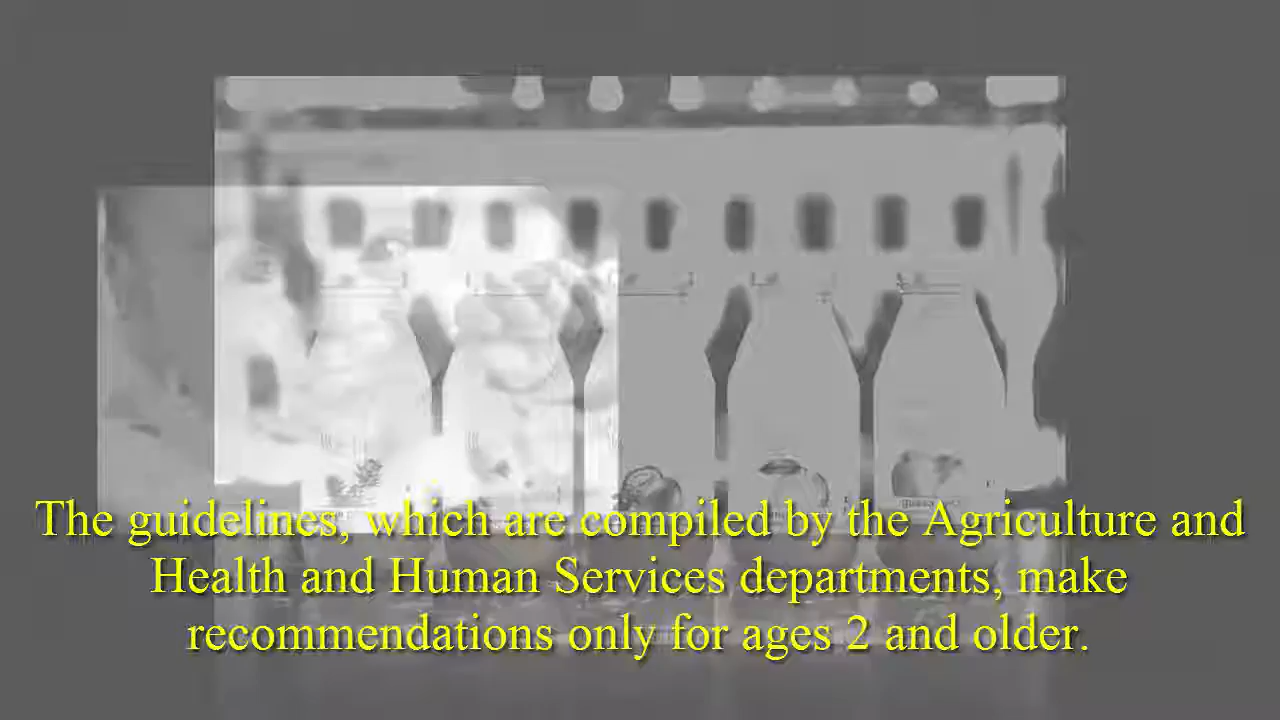 The guidelines, which are compiled by the Agriculture and
Health and Human Services departments, make
recommendations only for ages 2 and older.